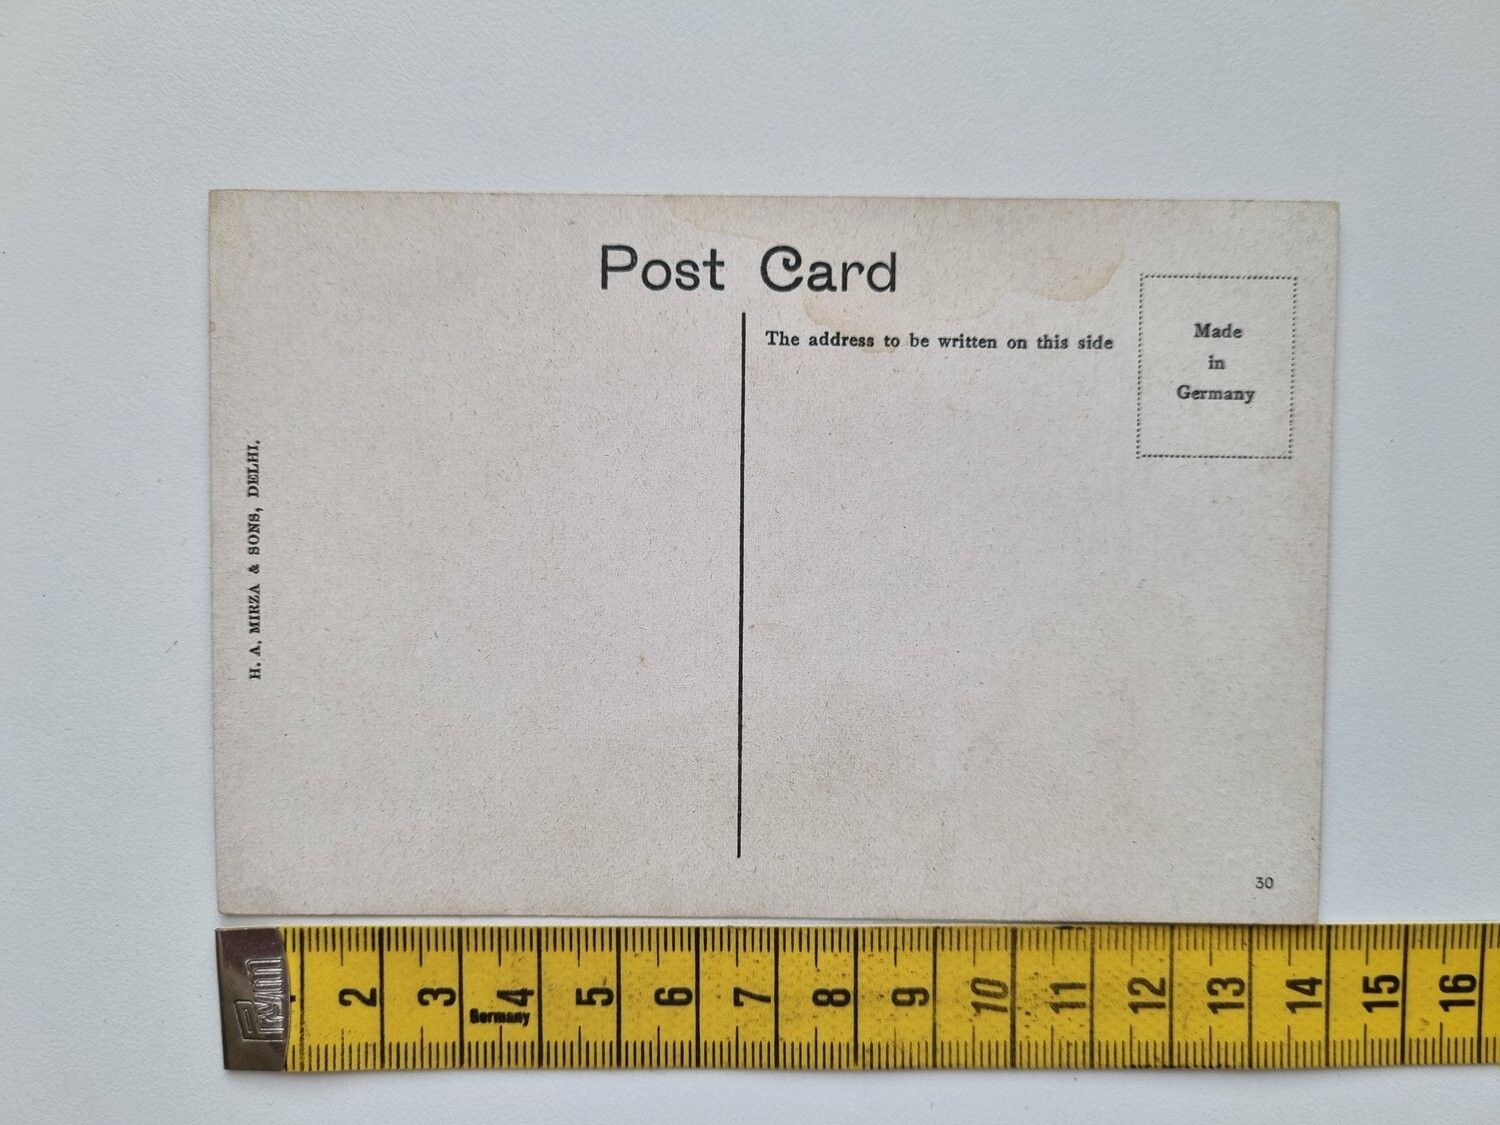 Post Card
The address to be written on this side
Made
in
Germany
H. A. MIRZA & SONS, DELHI.
30
Pym
2 3 4 5 6 7 8 9 10 11 12 13 14 15 16
Germany